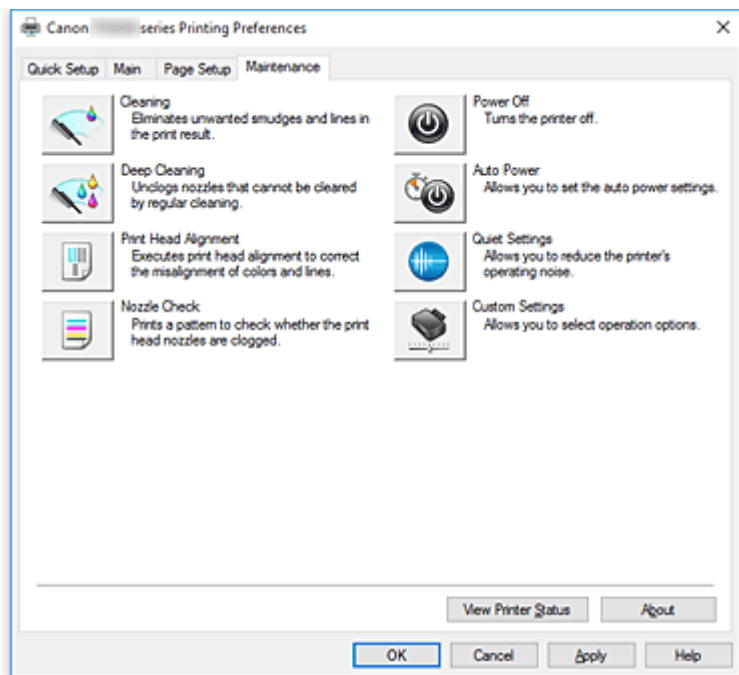 Canon series Printing Preferences
Quick Setup Main Page Setup Maintenance
Cleaning
Eliminates unwanted smudges and lines in
the print result.
Deep Cleaning
Unclogs nozzles that cannot be cleared
by regular cleaning.
Print Head Alignment
Executes print head alignment to correct
the misalignment of colors and lines.
Nozzle Check
Prints a pattern to check whether the print
head nozzles are clogged.
Power Off
Turns the printer off.
Auto Power
Allows you to set the auto power settings.
Quiet Settings
Allows you to reduce the printer's
operating noise.
Custom Settings
Allows you to select operation options.
View Printer Status About
OK Cancel Apply Help